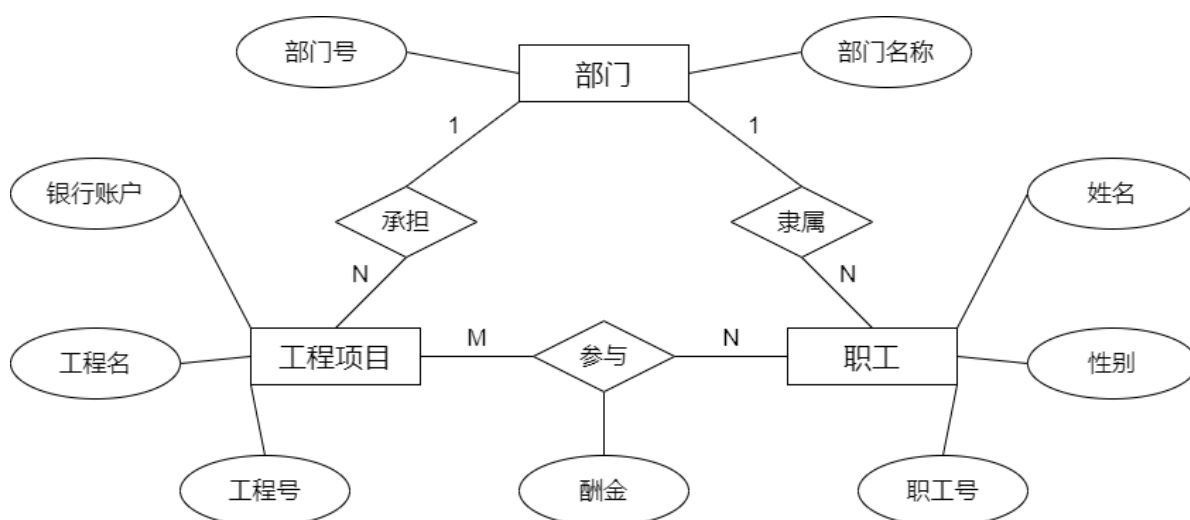 部门号
部门
部门名称
1
1
银行账户
承担
隶属
姓名
N
N
工程名
工程项目
M
参与
N
职工
性别
工程号
酬金
职工号